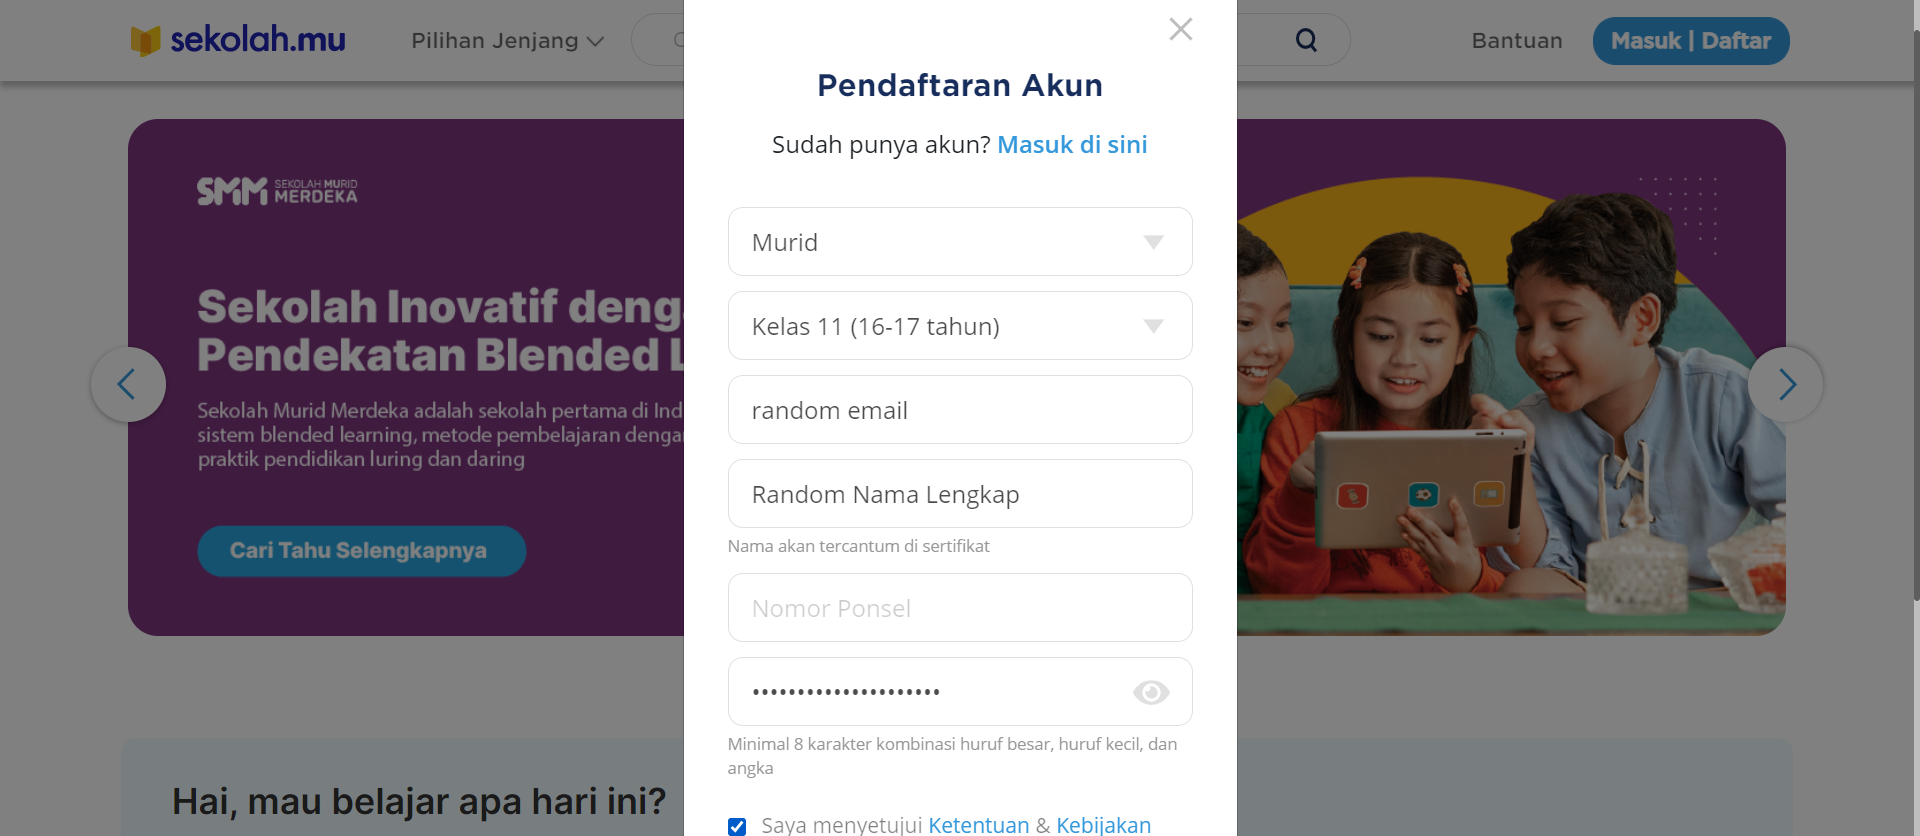 sekolah.mu
Pilihan Jenjang
Bantuan
Masuk | Daftar
Pendaftaran Akun
Sudah punya akun? Masuk di sini
Murid
Kelas 11 (16-17 tahun)
random email
Random Nama Lengkap
Nama akan tercantum di sertifikat
Nomor Ponsel
•••••••••••••••••••••
Minimal 8 karakter kombinasi huruf besar, huruf kecil, dan
angka
Saya menyetujui Ketentuan & Kebijakan
SMM SEKOLAH MURID
MERDEKA
Sekolah Inovatif deng
Pendekatan Blended L
Sekolah Murid Merdeka adalah sekolah pertama di Ind
sistem blended learning, metode pembelajaran denga
praktik pendidikan luring dan daring
Cari Tahu Selengkapnya
Hai, mau belajar apa hari ini?